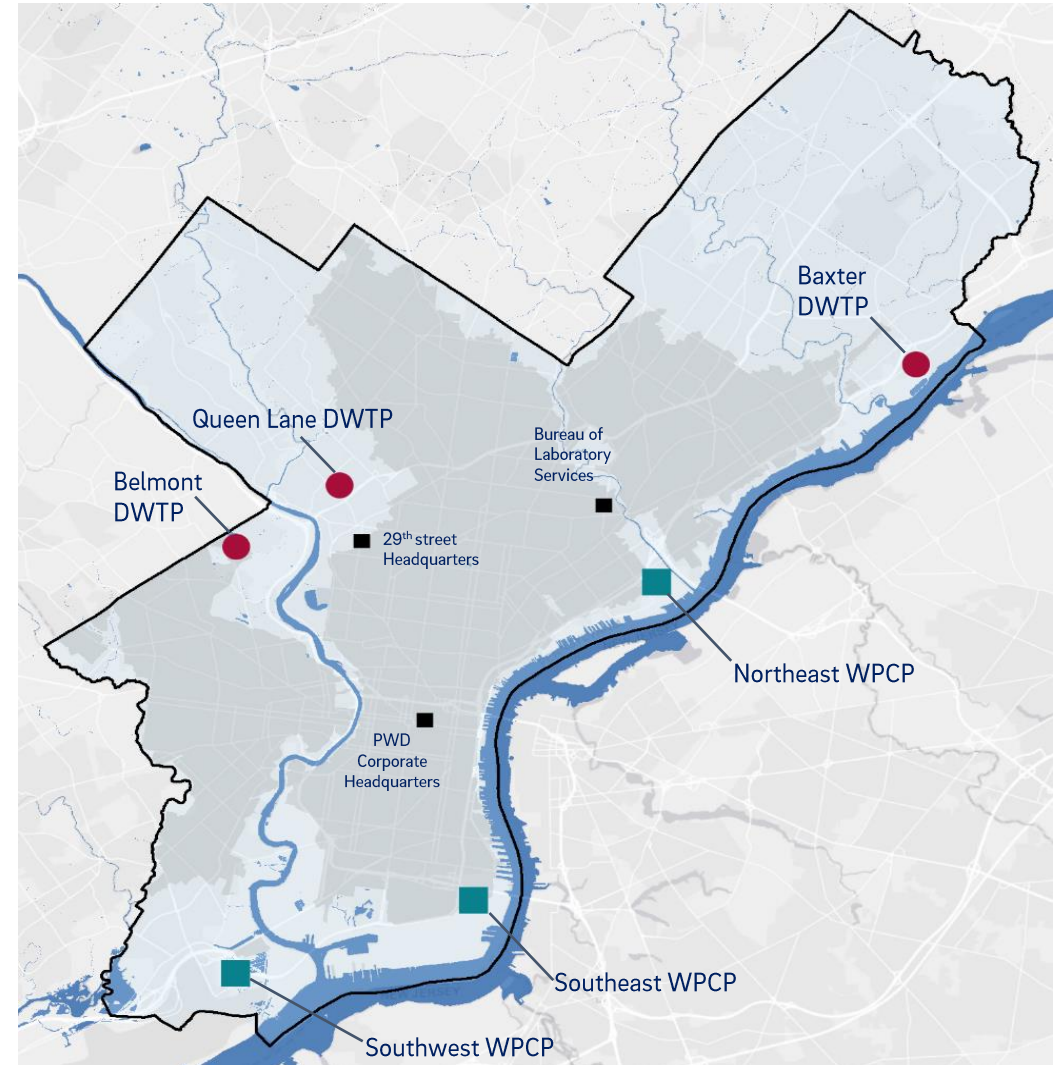 Baxter
DWTP
Queen Lane DWTP
Bureau of
Laboratory
Services
Belmont
DWTP
29th street
Headquarters
Northeast WPCP
PWD
Corporate
Headquarters
Southeast WPCP
Southwest WPCP